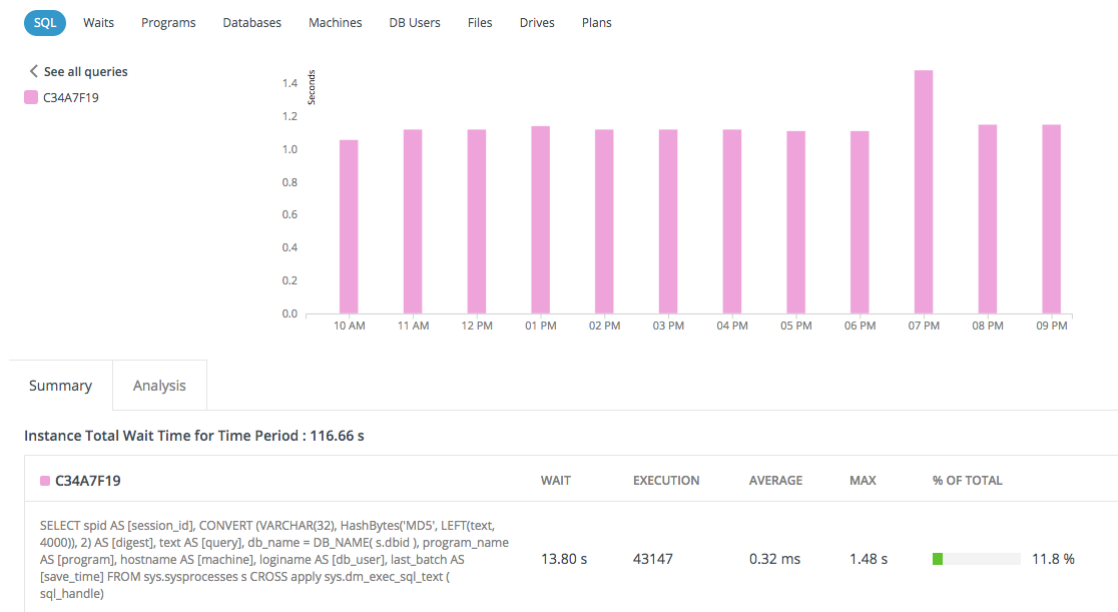 SQL Waits Programs Databases Machines DB Users Files Drives Plans
See all queries
C34A7F19
Seconds
1.4
1.2
1.0
0.8
0.6
0.4
0.2
0.0
10 AM 11 AM 12 PM 01 PM 02 PM 03 PM 04 PM 05 PM 06 PM 07 PM 08 PM 09 PM
Summary Analysis
Instance Total Wait Time for Time Period : 116.66 s
C34A7F19 WAIT EXECUTION AVERAGE MAX % OF TOTAL
SELECT spid AS [session_id], CONVERT (VARCHAR(32), HashBytes('MD5', LEFT(text,
4000)), 2) AS [digest], text AS [query], db_name = DB_NAME( s.dbid ), program_name
AS [program], hostname AS [machine], loginame AS [db_user], last_batch AS
[save_time] FROM sys.sysprocesses s CROSS apply sys.dm_exec_sql_text (
sql_handle)
13.80 s 43147 0.32 ms 1.48 s 11.8 %